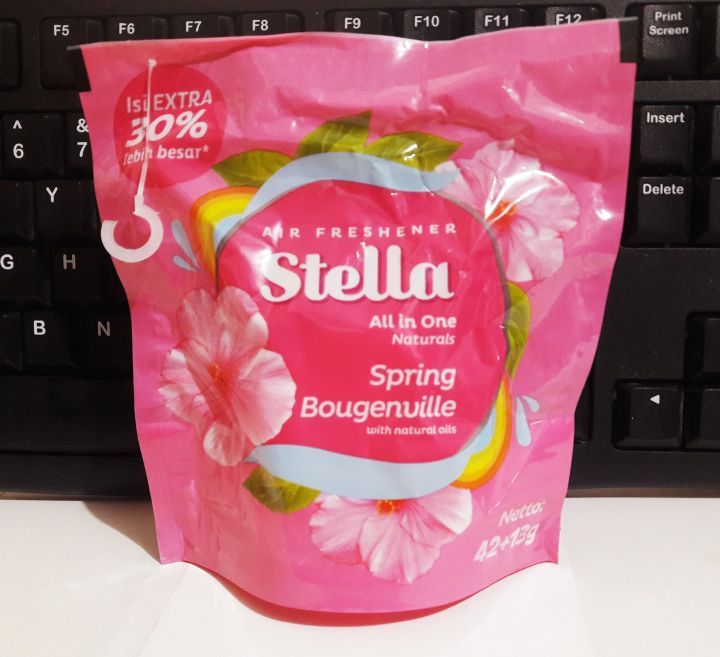 F5 F6 F7 F8 F9 F10 F11 F12 Print
Screen
^ &
6 7
Insert
Delete
Y
G H
B N
Isi EXTRA
30%
lebih besar*
AIR FRESHENER
Stella
All in One
Naturals
Spring
Bougenville
with natural oils
Netto:
42+13g